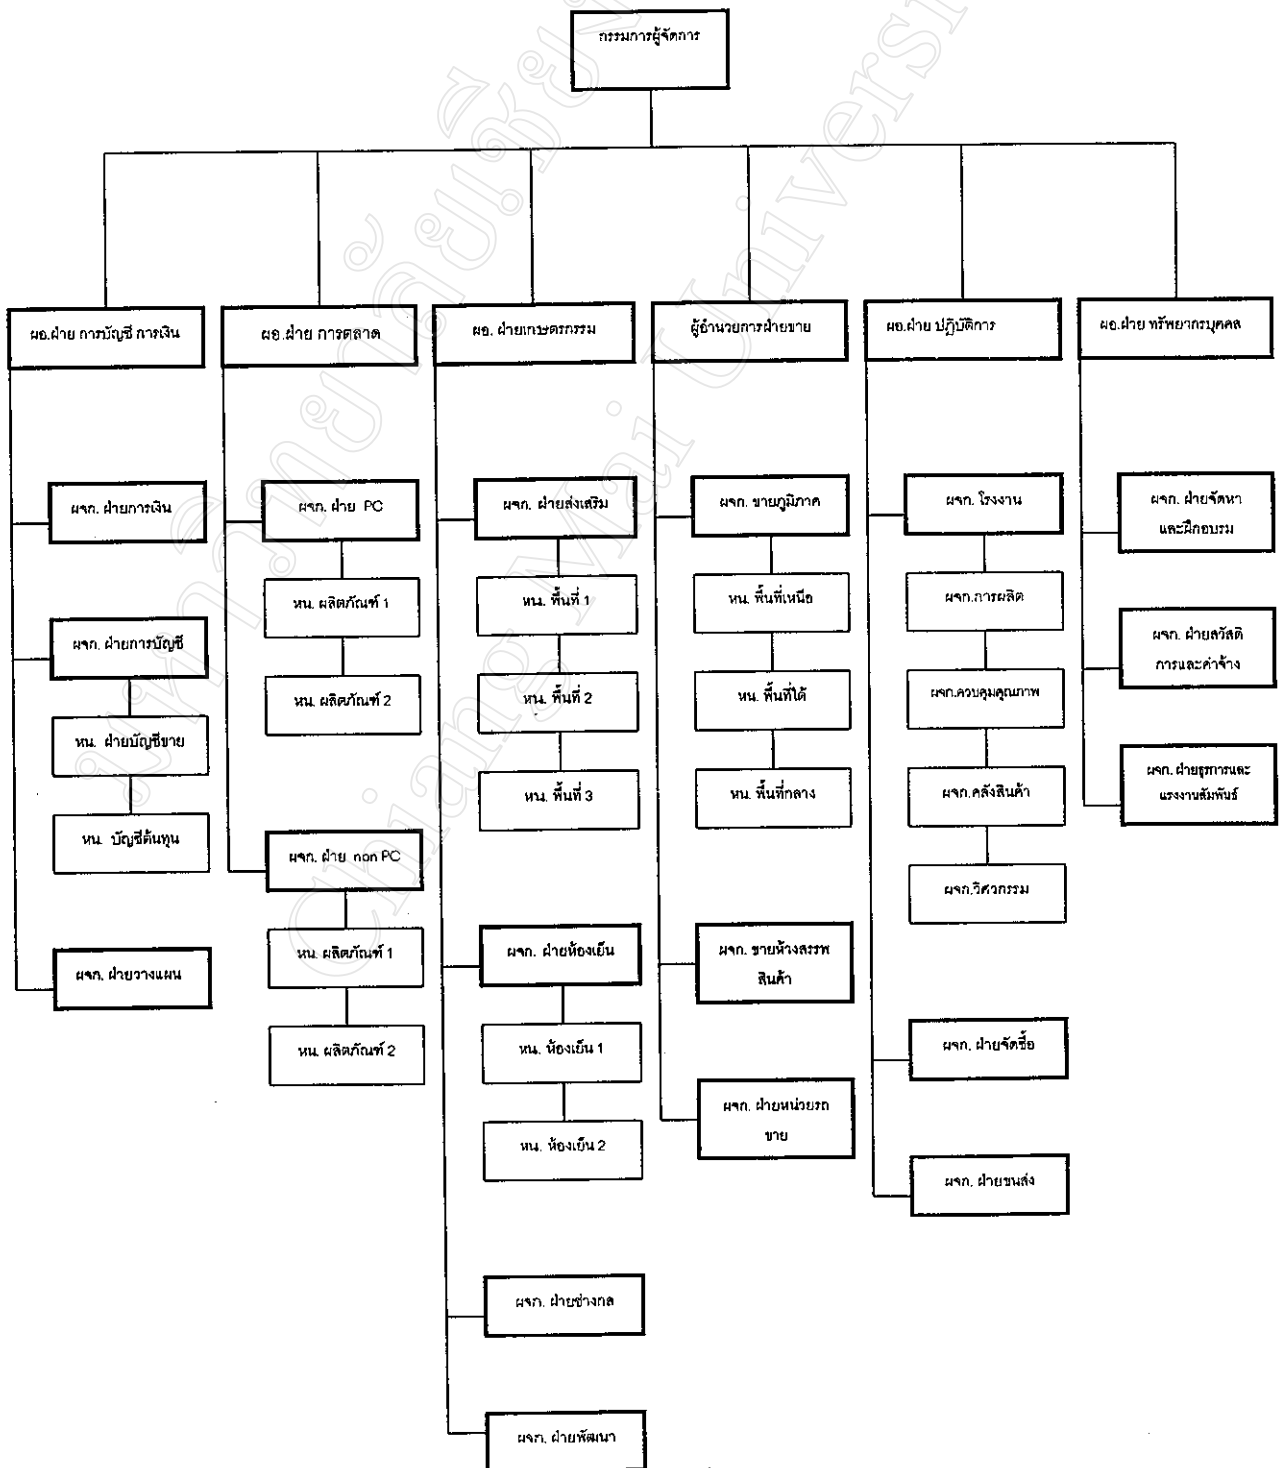 กรรมการผู้จัดการ
ผอ.ฝ่าย การบัญชี การเงิน
ผอ.ฝ่าย การตลาด
ผอ. ฝ่ายเกษตรกรรม
ผู้อำนวยการฝ่ายขาย
ผอ.ฝ่าย ปฏิบัติการ
ผอ.ฝ่าย ทรัพยากรบุคคล
ผจก. ฝ่ายการเงิน
ผจก. ฝ่ายการบัญชี
หน. ฝ่ายบัญชีขาย
หน. บัญชีต้นทุน
ผจก. ฝ่ายวางแผน
ผจก. ฝ่าย PC
หน. ผลิตภัณฑ์ 1
หน. ผลิตภัณฑ์ 2
ผจก. ฝ่าย non PC
หน. ผลิตภัณฑ์ 1
หน. ผลิตภัณฑ์ 2
ผจก. ฝ่ายส่งเสริม
หน. พื้นที่ 1
หน. พื้นที่ 2
หน. พื้นที่ 3
ผจก. ฝ่ายห้องเย็น
หน. ห้องเย็น 1
หน. ห้องเย็น 2
ผจก. ฝ่ายช่างกล
ผจก. ฝ่ายพัฒนา
ผจก. ขายภูมิภาค
หน. พื้นที่เหนือ
หน. พื้นที่ใต้
หน. พื้นที่กลาง
ผจก. ขายห้างสรรพ
สินค้า
ผจก. ฝ่ายหน่วยรถ
ขาย
ผจก. โรงงาน
ผจก.การผลิต
ผจก.ควบคุมคุณภาพ
ผจก.คลังสินค้า
ผจก.วิศวกรรม
ผจก. ฝ่ายจัดซื้อ
ผจก. ฝ่ายขนส่ง
ผจก. ฝ่ายจัดหา
และฝึกอบรม
ผจก. ฝ่ายสวัสดิ
การและค่าจ้าง
ผจก. ฝ่ายธุรการและ
แรงงานสัมพันธ์
Chiang Mai Universi